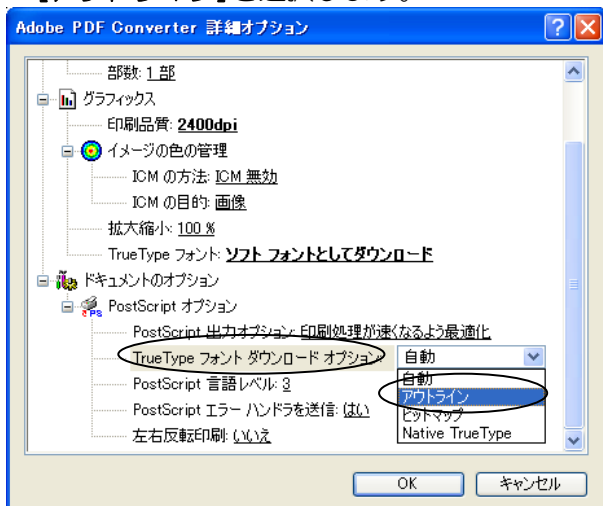 Adobe PDF Converter 詳細オプション
部数: 1 部
グラフィックス
印刷品質: 2400dpi
イメージの色の管理
ICM の方法: ICM 無効
ICM の目的: 画像
拡大縮小: 100 %
TrueType フォント: ソフト フォントとしてダウンロード
ドキュメントのオプション
PostScript オプション
PostScript 出力オプション: 印刷処理が速くなるよう最適化
TrueType フォント ダウンロード オプション: 自動
自動
アウトライン
ビットマップ
Native TrueType
PostScript 言語レベル: 3
PostScript エラー ハンドラを送信: はい
左右反転印刷: いいえ
OK キャンセル